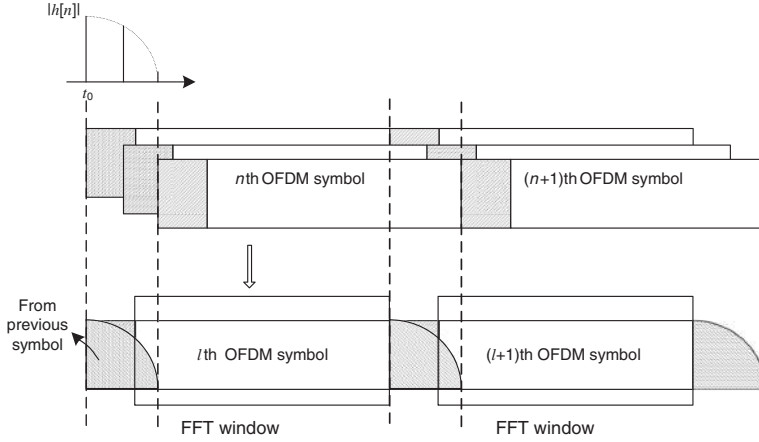 |h[n]|
t0
nth OFDM symbol
(n+1)th OFDM symbol
From
previous
symbol
lth OFDM symbol
(l+1)th OFDM symbol
FFT window
FFT window